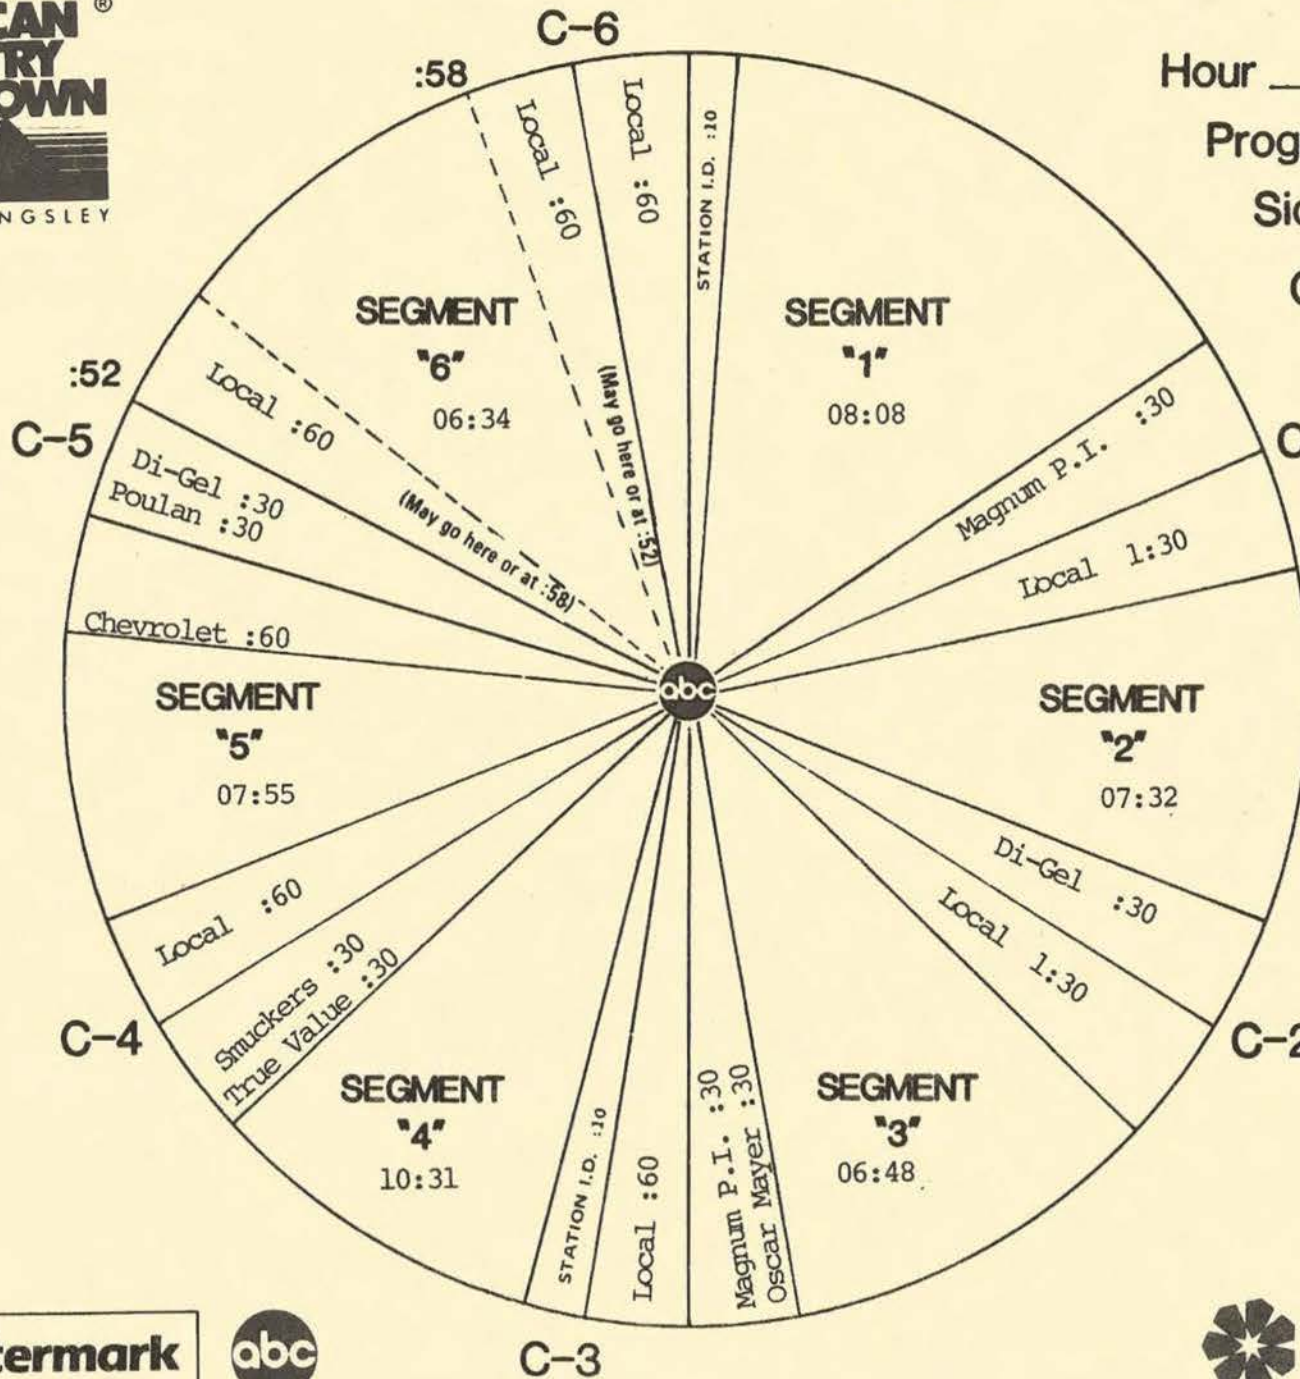 ®
NGSLEY
C-6
:58
Hour
Local :60
Local :60
STATION I.D. :10
SEGMENT
"6"
06:34
(May go here or at :52)
SEGMENT
"1"
08:08
:52
C-5
Local :60
(May go here or at :58)
Di-Gel :30
Poulan :30
Chevrolet :60
Magnum P.I. :30
Local 1:30
abc
SEGMENT
"5"
07:55
SEGMENT
"2"
07:32
Local :60
C-4
Smuckers :30
True Value :30
Di-Gel :30
Local 1:30
C-2
SEGMENT
"4"
10:31
STATION I.D. :10
Local :60
Magnum P.I. :30
Oscar Mayer :30
SEGMENT
"3"
06:48
C-3
termark
abc